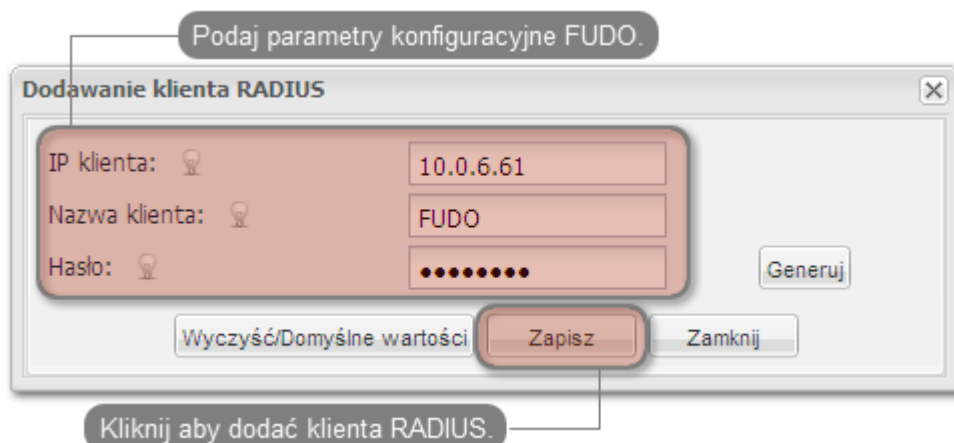 Podaj parametry konfiguracyjne FUDO.
Dodawanie klienta RADIUS
IP klienta: 10.0.6.61
Nazwa klienta: FUDO
Hasło: ●●●●●●●● Generuj
Wyczyść/Domyślne wartości Zapisz Zamknij
Kliknij aby dodać klienta RADIUS.